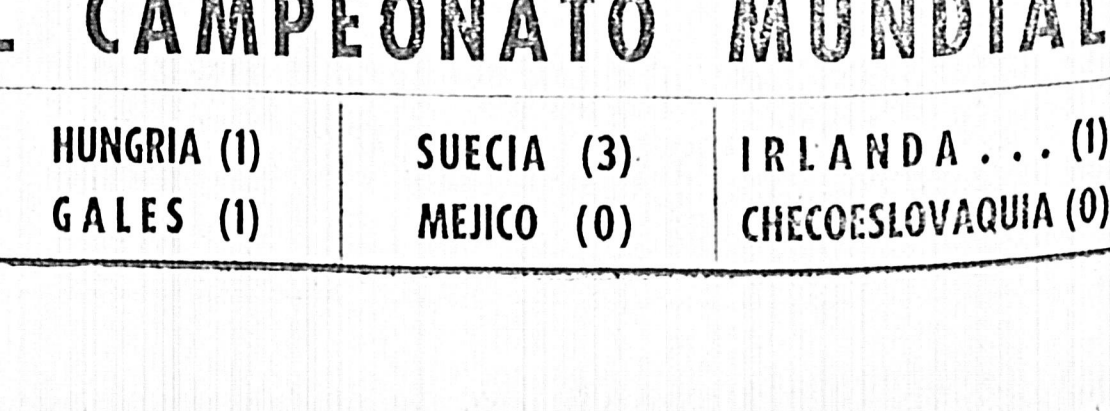 CAMPEONATO MUNDIAL
HUNGRIA (1)
GALES (1)
SUECIA (3)
MEJICO (0)
IRLANDA . . . (1)
CHECOESLOVAQUIA (0)